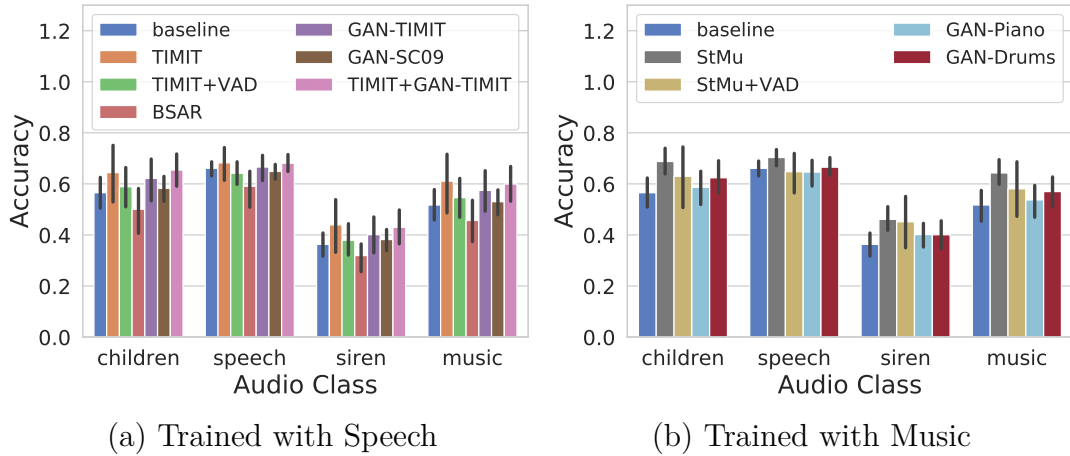 Accuracy
1.2
1.0
0.8
0.6
0.4
0.2
0.0
baseline
TIMIT
TIMIT+VAD
BSAR
GAN-TIMIT
GAN-SC09
TIMIT+GAN-TIMIT
children speech siren music
Audio Class
(a) Trained with Speech
Accuracy
1.2
1.0
0.8
0.6
0.4
0.2
0.0
baseline
StMu
StMu+VAD
GAN-Piano
GAN-Drums
children speech siren music
Audio Class
(b) Trained with Music